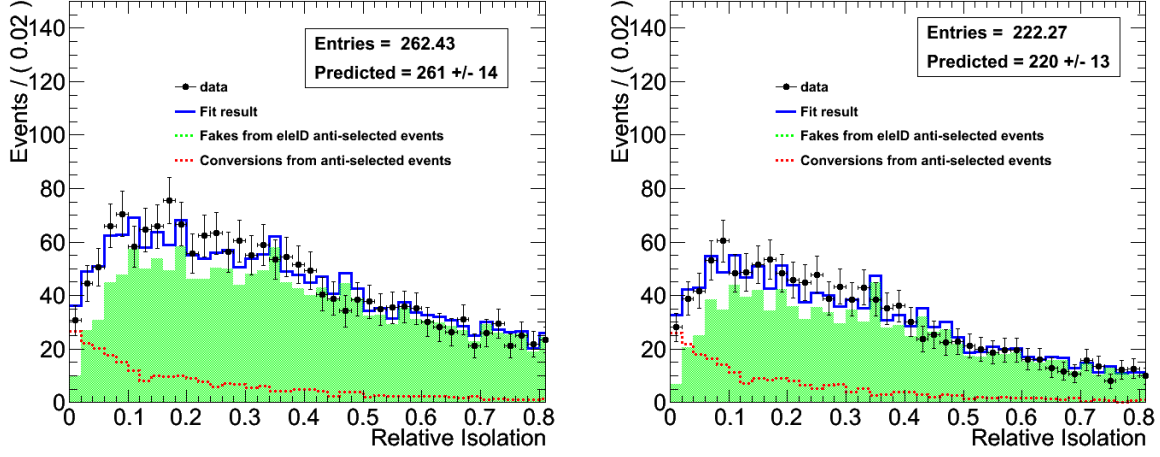 Events / ( 0.02 )
140
120
100
80
60
40
20
0
Entries = 262.43
Predicted = 261 +/- 14
data
Fit result
Fakes from eleID anti-selected events
Conversions from anti-selected events
0 0.1 0.2 0.3 0.4 0.5 0.6 0.7 0.8
Relative Isolation
Events / ( 0.02 )
140
120
100
80
60
40
20
0
Entries = 222.27
Predicted = 220 +/- 13
data
Fit result
Fakes from eleID anti-selected events
Conversions from anti-selected events
0 0.1 0.2 0.3 0.4 0.5 0.6 0.7 0.8
Relative Isolation